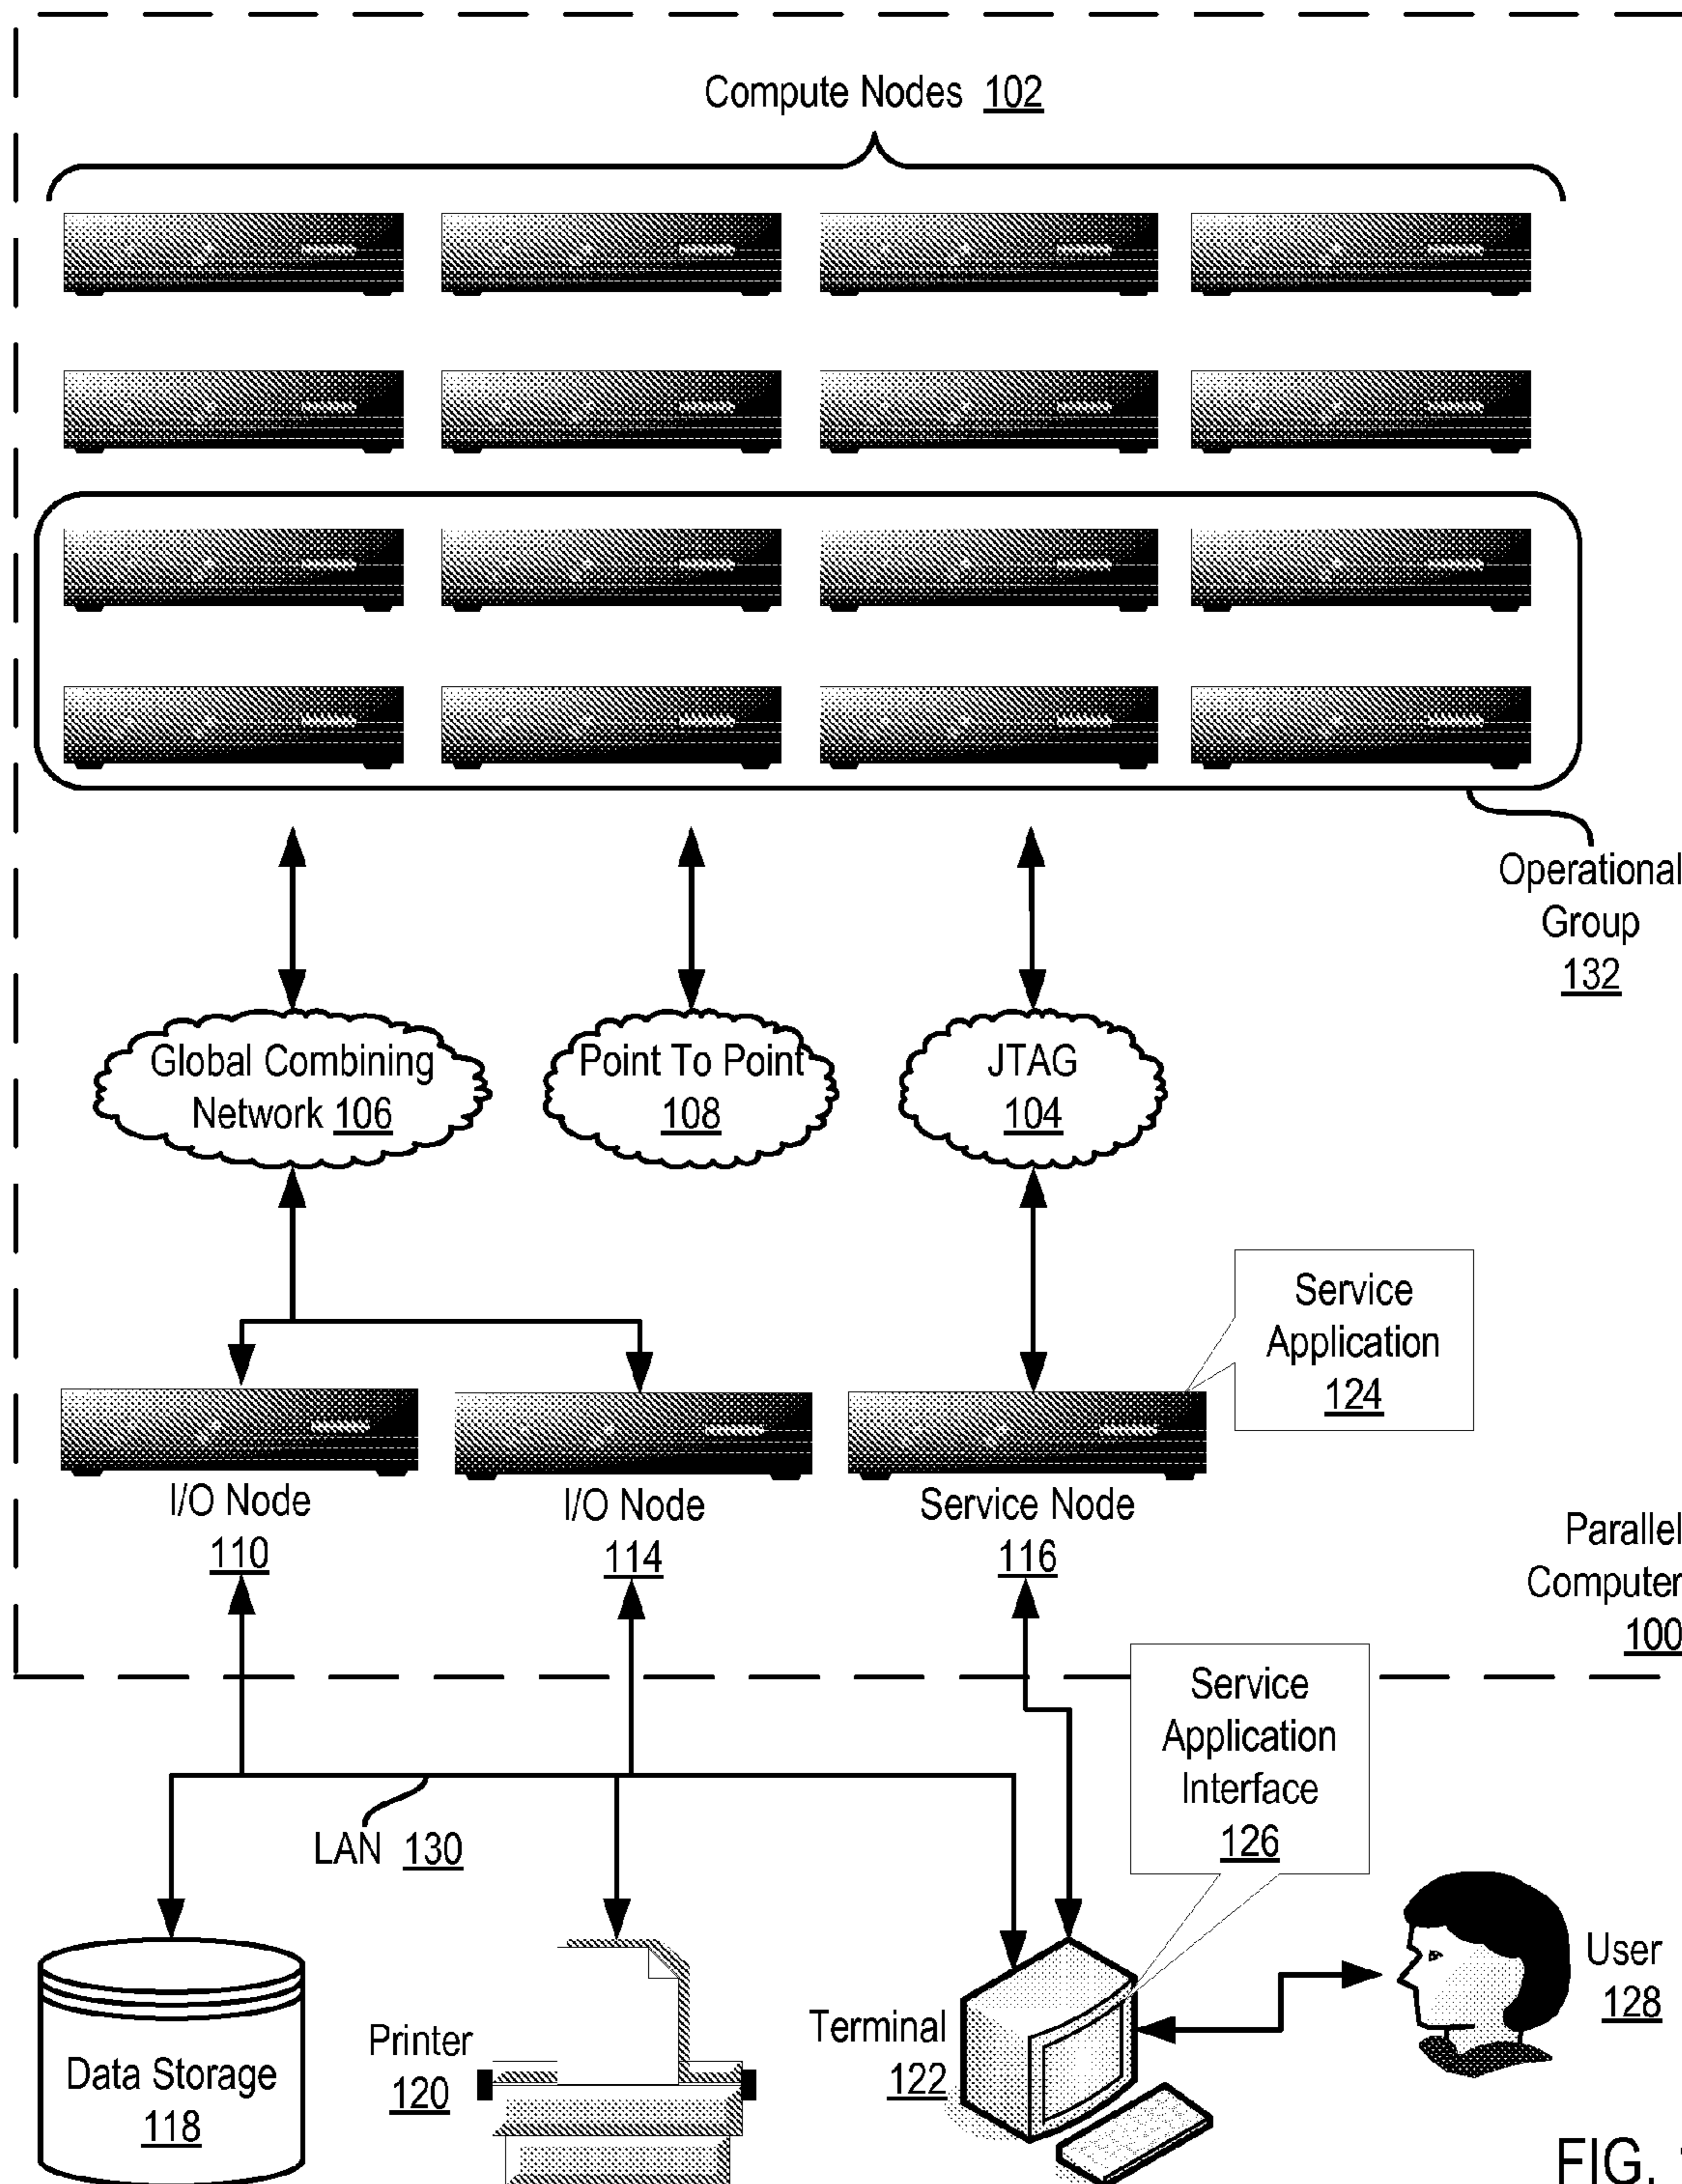 Compute Nodes 102
Operational
Group
132
Global Combining
Network 106
Point To Point
108
JTAG
104
Service
Application
124
I/O Node
110
I/O Node
114
Service Node
116
Parallel
Computer
100
Service
Application
Interface
126
LAN 130
Data Storage
118
Printer
120
Terminal
122
User
128
FIG.